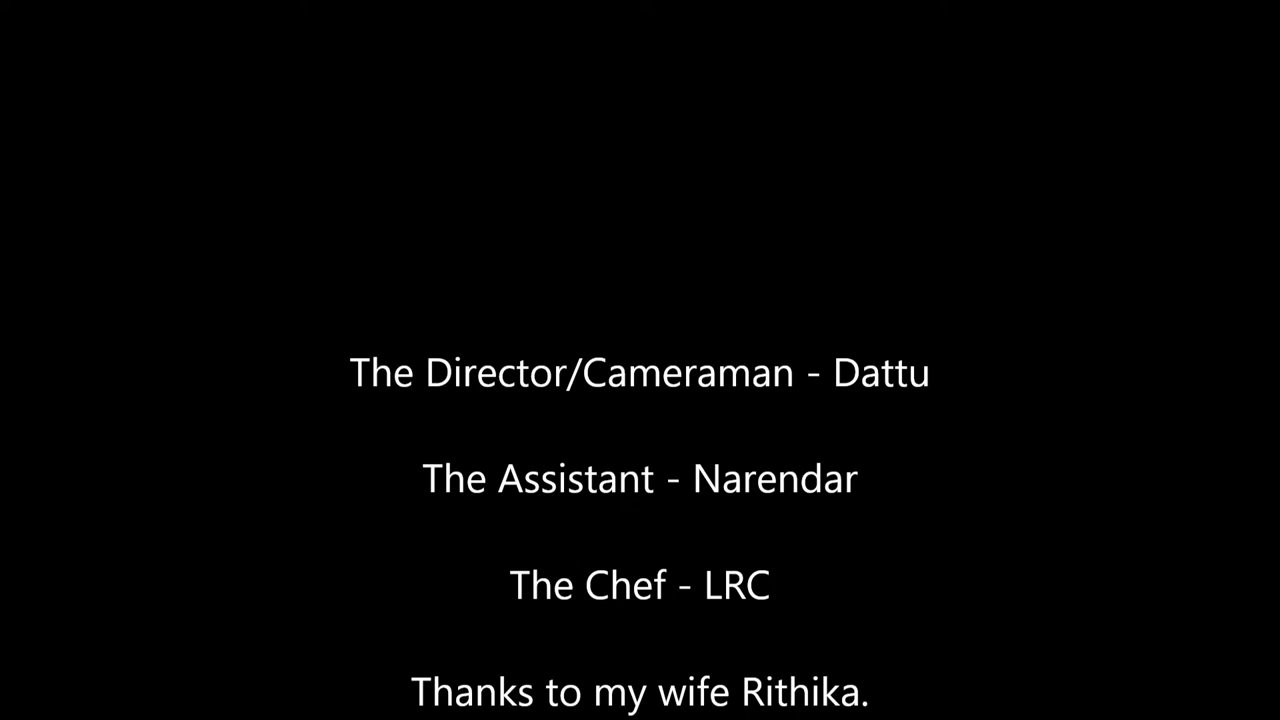 The Director/Cameraman - Dattu
The Assistant - Narendar
The Chef - LRC
Thanks to my wife Rithika.